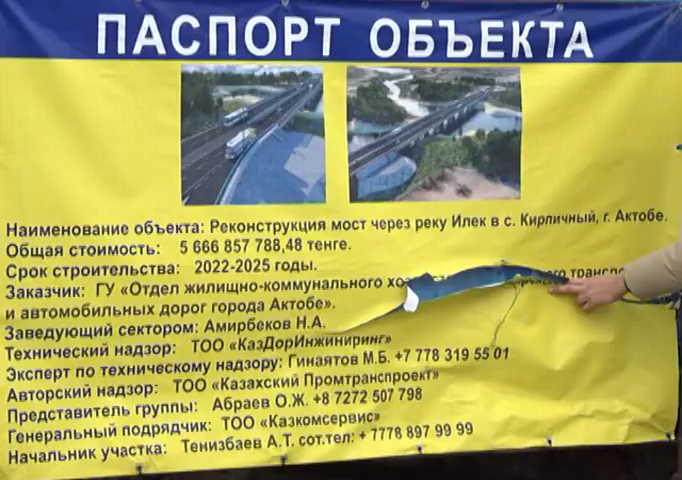 ПАСПОРТ ОБЪЕКТА
Наименование объекта: Реконструкция мост через реку Илек в с. Кирпичный, г. Актобе.
Общая стоимость: 5 666 857 788,48 тенге.
Срок строительства: 2022-2025 годы.
Заказчик: ГУ «Отдел жилищно-коммунального
и автомобильных дорог города Актобе».
Заведующий сектором: Амирбеков Н.А.
Технический надзор: ТОО «КазДорИнжиниринг»
Эксперт по техническому надзору: Гинаятов М.Б. +7 778 319 55 01
Авторский надзор: ТОО «Казахский Промтранспроект»
Представитель группы: Абраев О.Ж. +8 7272 507 798
Генеральный подрядчик: ТОО «Казкомсервис»
Начальник участка: Тенизбаев А.Т. сот.тел: + 7778 897 99 99